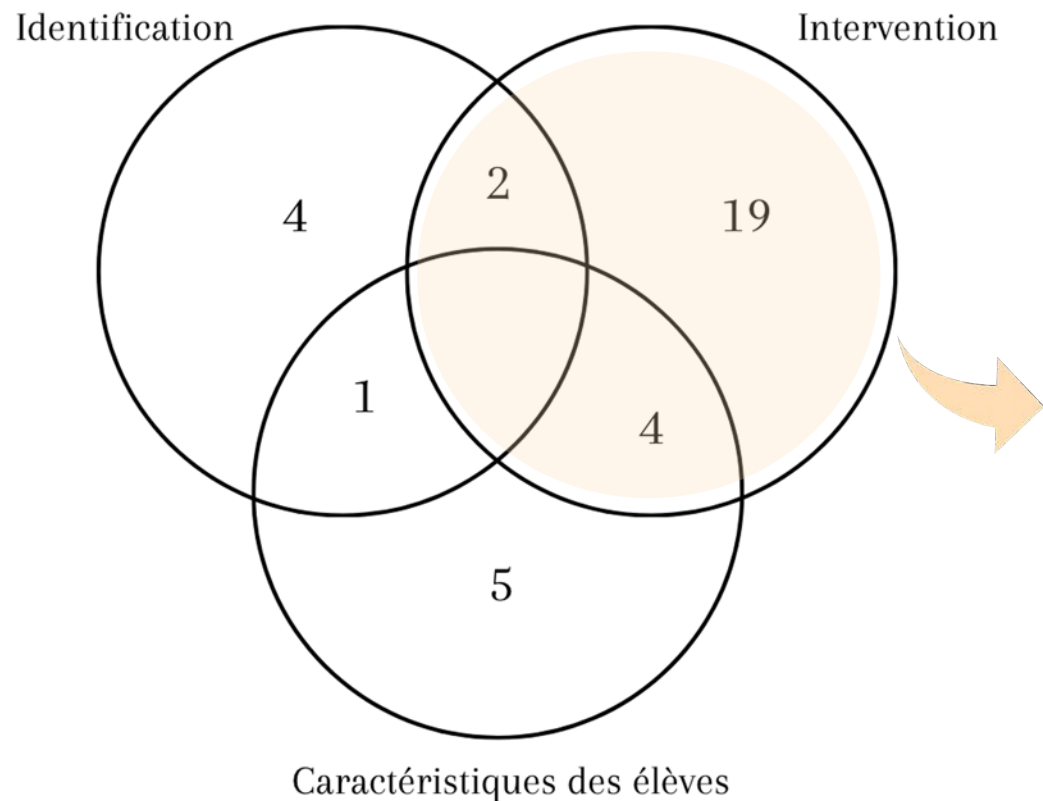 Identification
Intervention
2
4
19
1
4
5
Caractéristiques des élèves